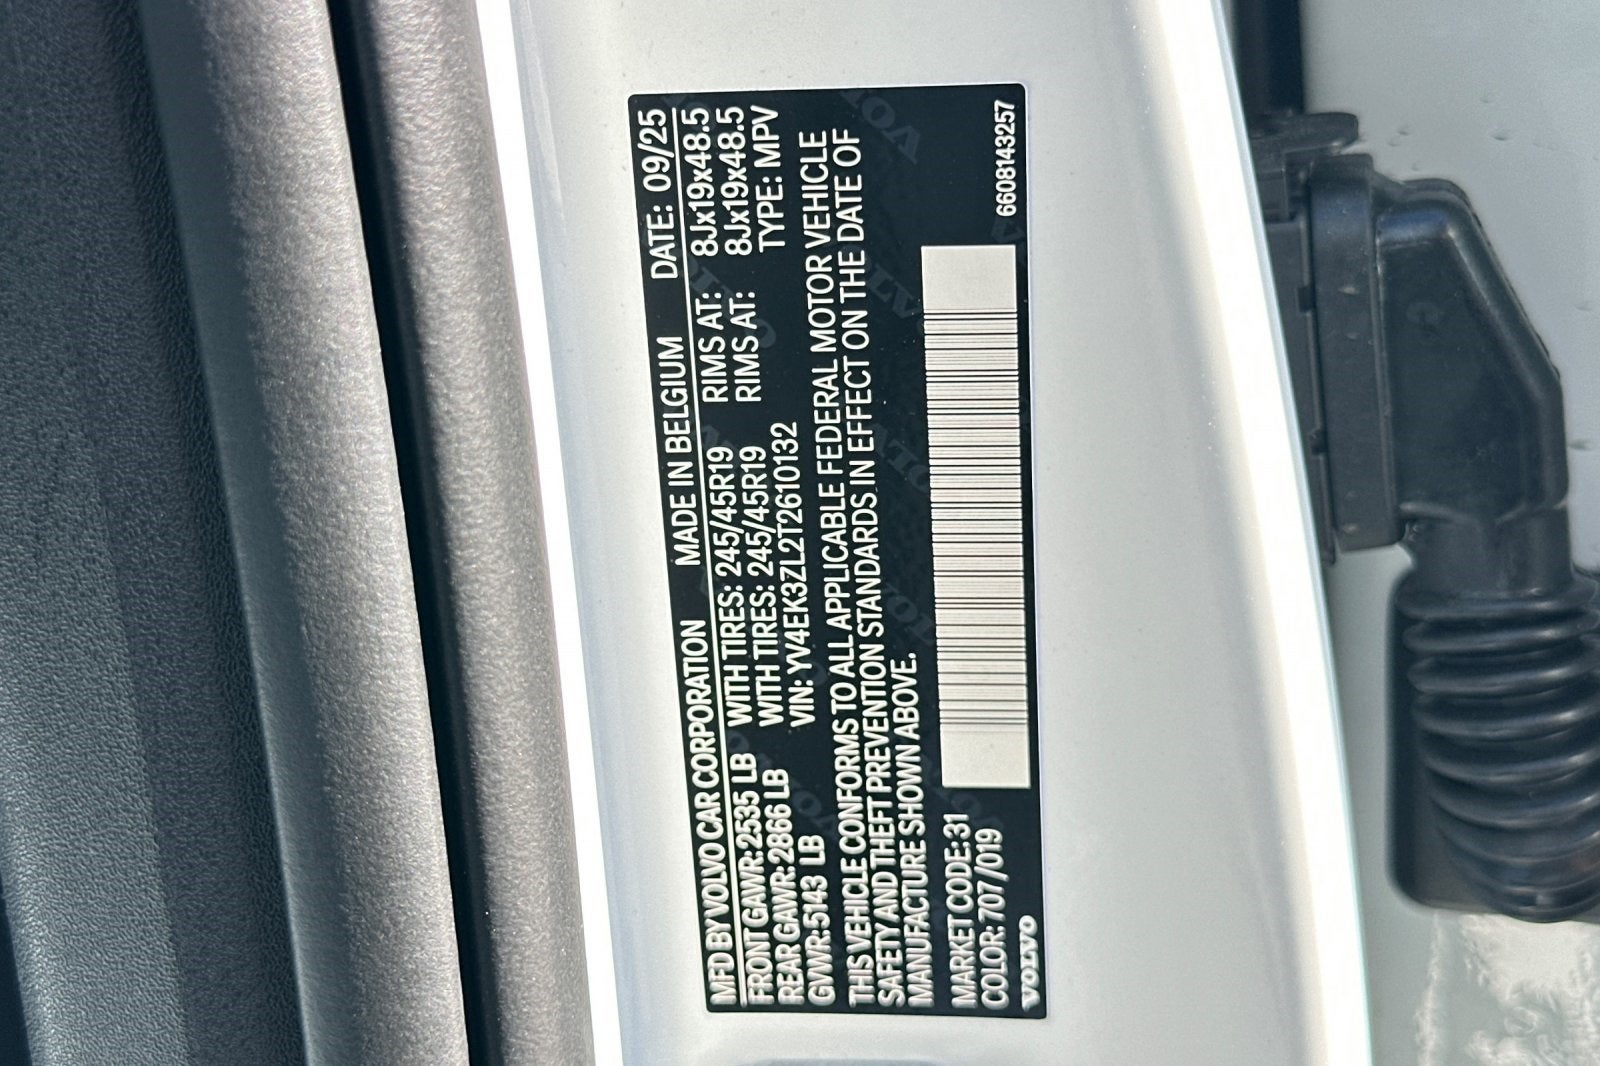 MFD BY VOLVO CAR CORPORATION MADE IN BELGIUM DATE: 09/25
FRONT GAWR: 2535 LB WITH TIRES: 245/45R19 RIMS AT: 8Jx19x48.5
REAR GAWR: 2866 LB WITH TIRES: 245/45R19 RIMS AT: 8Jx19x48.5
GVWR: 5143 LB VIN: YV4EK3ZL2T2610132 TYPE: MPV
THIS VEHICLE CONFORMS TO ALL APPLICABLE FEDERAL MOTOR VEHICLE
SAFETY AND THEFT PREVENTION STANDARDS IN EFFECT ON THE DATE OF
MANUFACTURE SHOWN ABOVE.
MARKET CODE: 31
COLOR: 707 / 019
VOLVO
6608143257